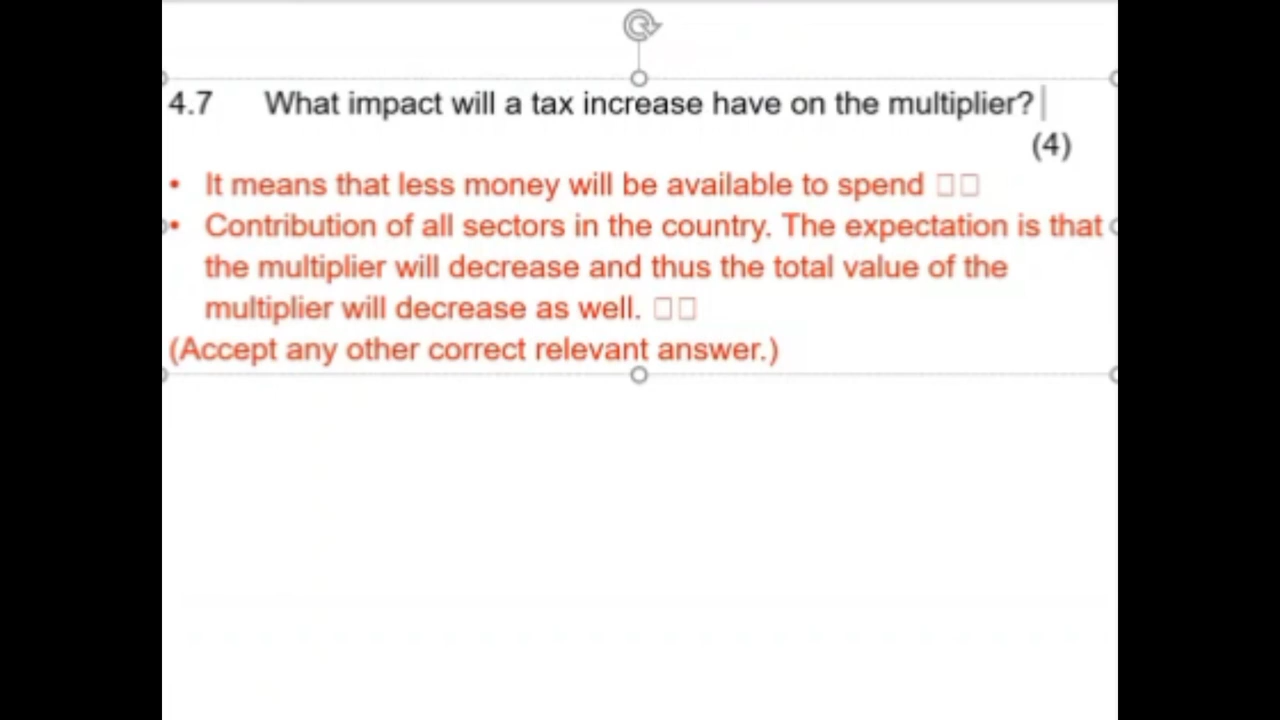 4.7 What impact will a tax increase have on the multiplier?
(4)
• It means that less money will be available to spend □□
• Contribution of all sectors in the country. The expectation is that
the multiplier will decrease and thus the total value of the
multiplier will decrease as well. □□
(Accept any other correct relevant answer.)